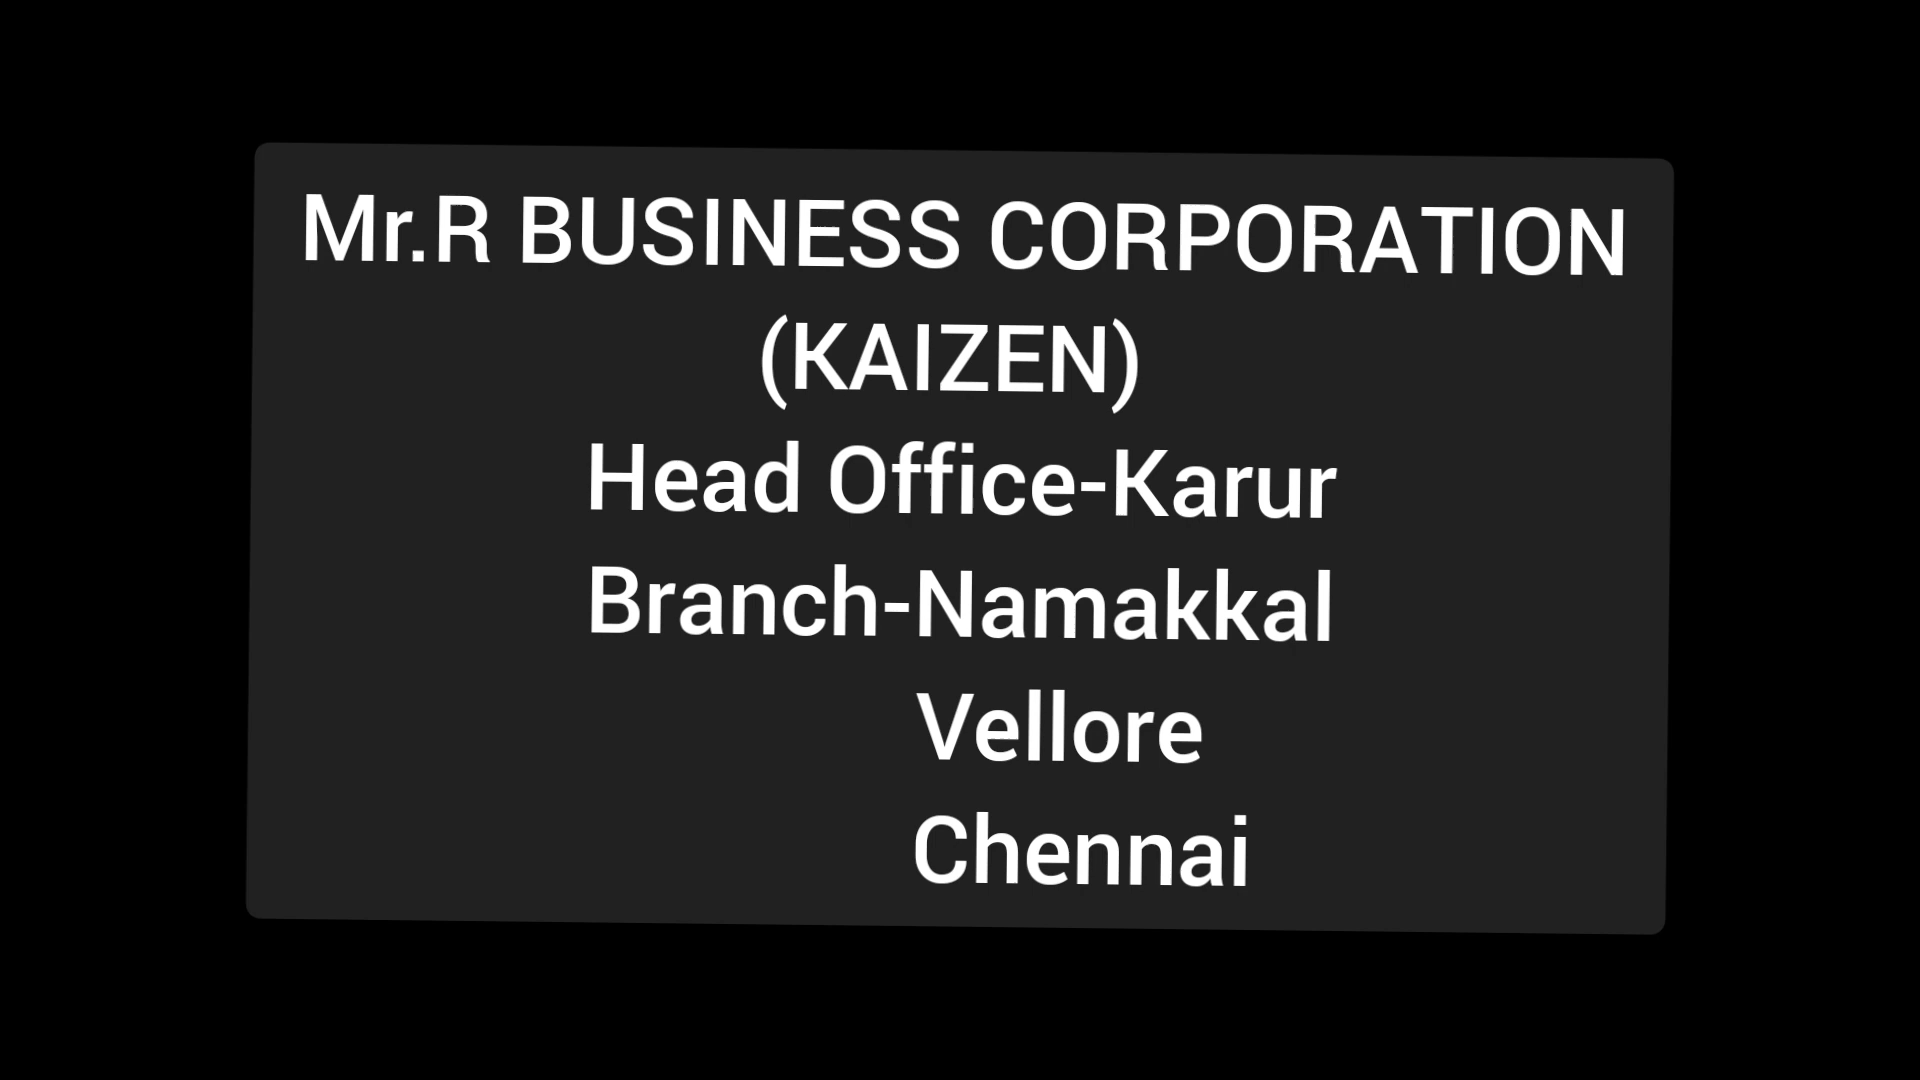 Mr.R BUSINESS CORPORATION
(KAIZEN)
Head Office-Karur
Branch-Namakkal
Vellore
Chennai